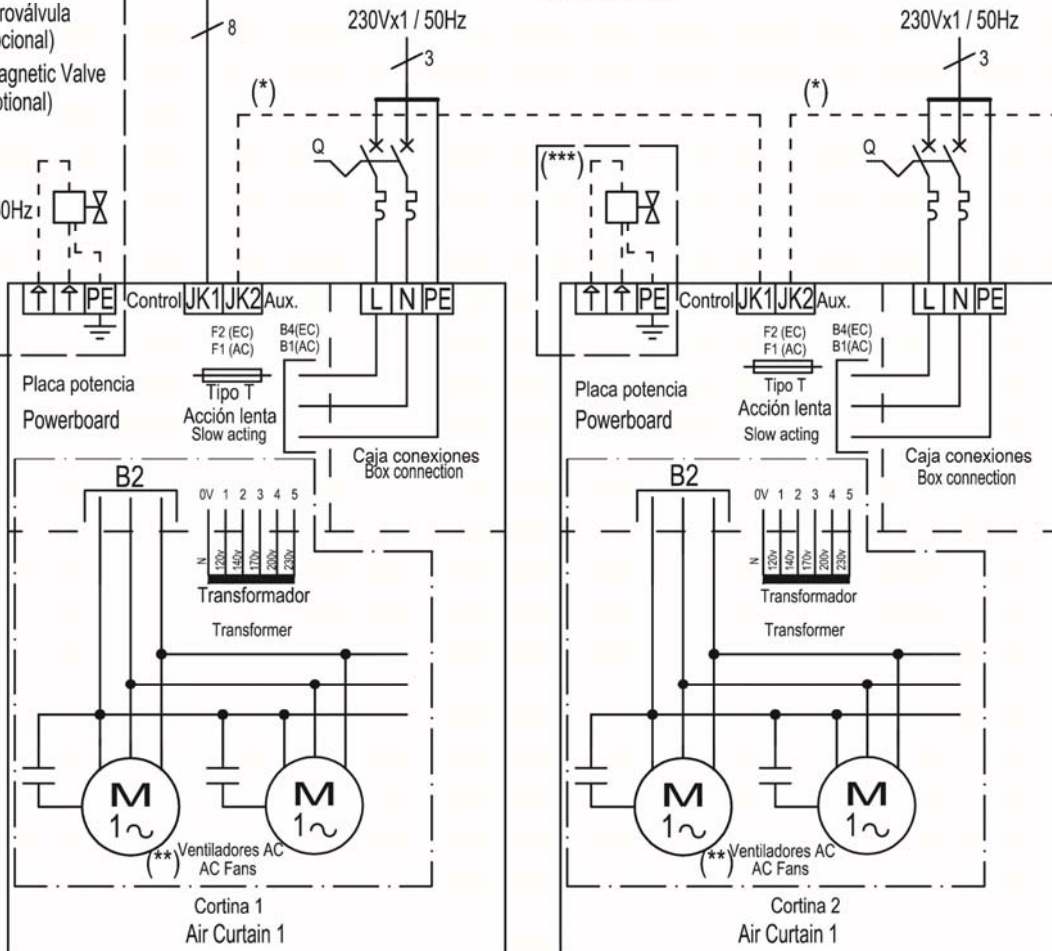 roválvula
cional)
agnetic Valve
tional)
0Hz
8
(*)
230Vx1 / 50Hz
3
Q
PE
Control
JK1
JK2
Aux.
L
N
PE
F2 (EC)
F1 (AC)
B4(EC)
B1(AC)
Tipo T
Acción lenta
Slow acting
Placa potencia
Powerboard
Caja conexiones
Box connection
B2
0V 1 2 3 4 5
N 120v 140v 170v 200v 230v
Transformador
Transformer
M
1~
M
1~
(**)
Ventiladores AC
AC Fans
Cortina 1
Air Curtain 1
(***)
(*)
230Vx1 / 50Hz
3
Q
PE
Control
JK1
JK2
Aux.
L
N
PE
F2 (EC)
F1 (AC)
B4(EC)
B1(AC)
Tipo T
Acción lenta
Slow acting
Placa potencia
Powerboard
Caja conexiones
Box connection
B2
0V 1 2 3 4 5
N 120v 140v 170v 200v 230v
Transformador
Transformer
M
1~
M
1~
(**)
Ventiladores AC
AC Fans
Cortina 2
Air Curtain 1